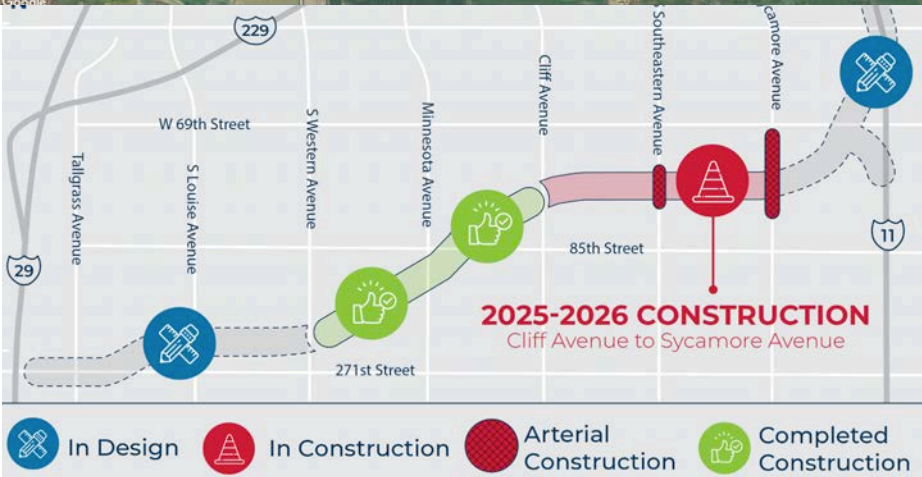 Google
229
W 69th Street
Tallgrass Avenue
S Louise Avenue
S Western Avenue
Minnesota Avenue
Cliff Avenue
S Southeastern Avenue
ycamore Avenue
29
11
85th Street
271st Street
2025-2026 CONSTRUCTION
Cliff Avenue to Sycamore Avenue
In Design
In Construction
Arterial
Construction
Completed
Construction